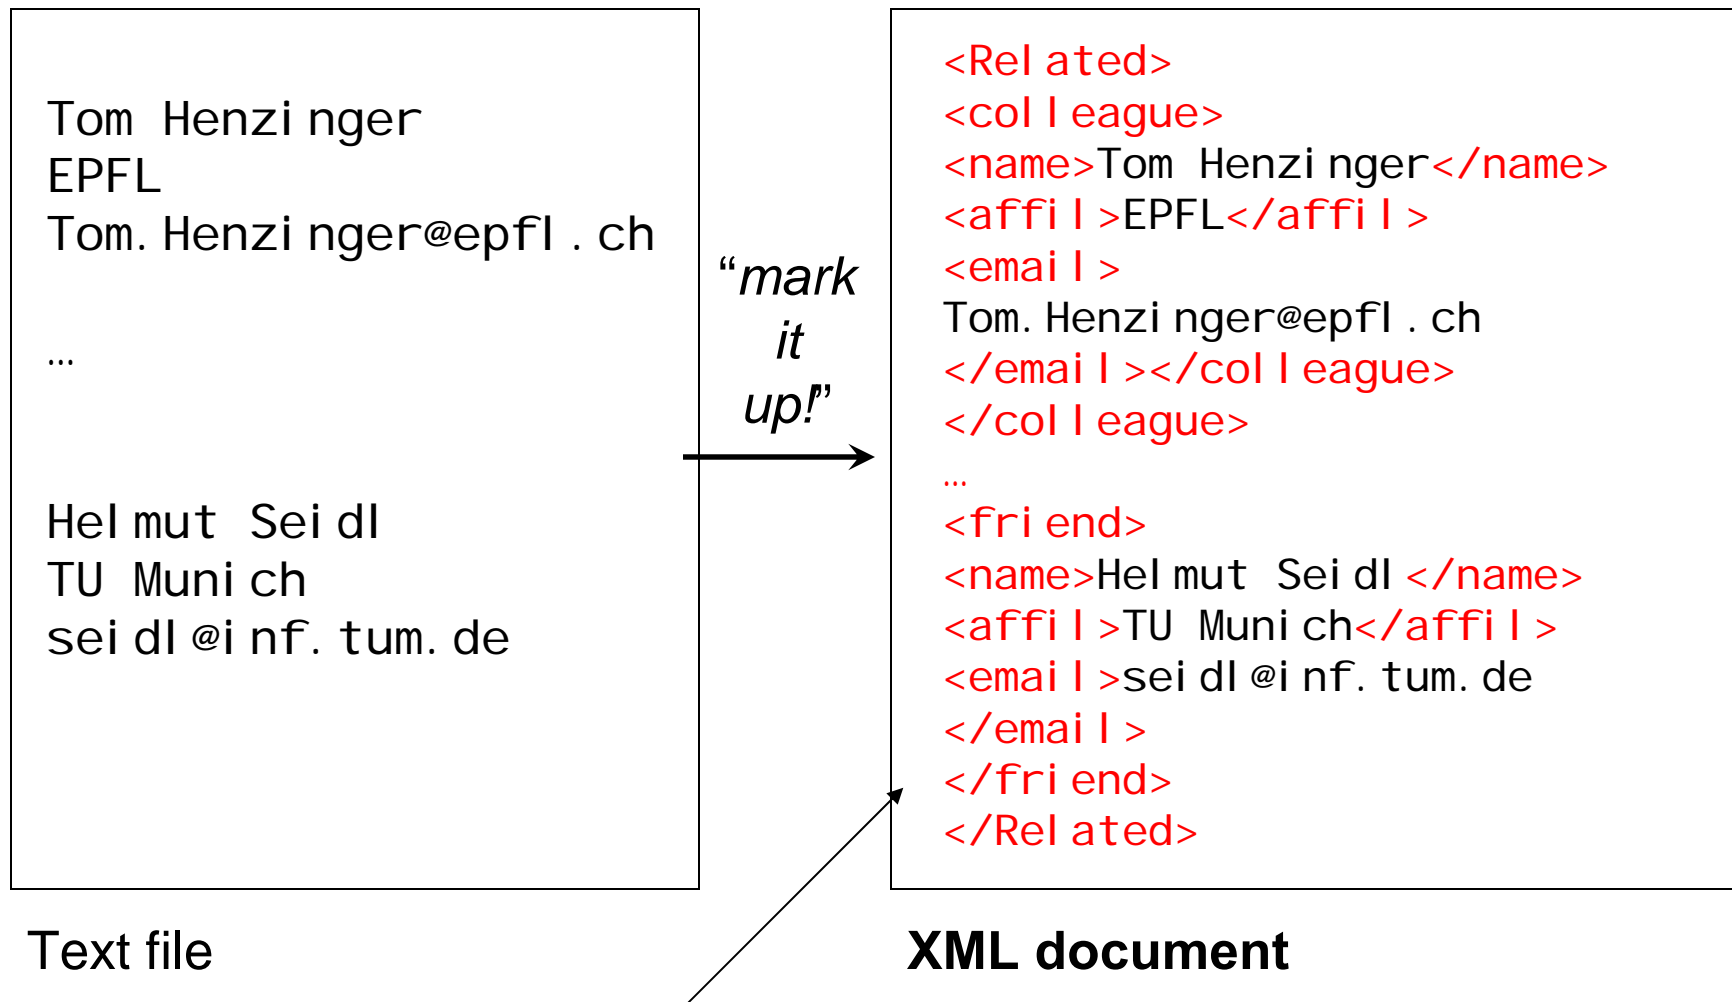 Tom Henzinger
EPFL
Tom.Henzinger@epfl.ch
…
Helmut Seidl
TU Munich
seidl@inf.tum.de
Text file
“mark
it
up!”
<Related>
<colleague>
<name>Tom Henzinger</name>
<affil>EPFL</affil>
<email>
Tom.Henzinger@epfl.ch
</email></colleague>
</colleague>
…
<friend>
<name>Helmut Seidl</name>
<affil>TU Munich</affil>
<email>seidl@inf.tum.de
</email>
</friend>
</Related>
XML document